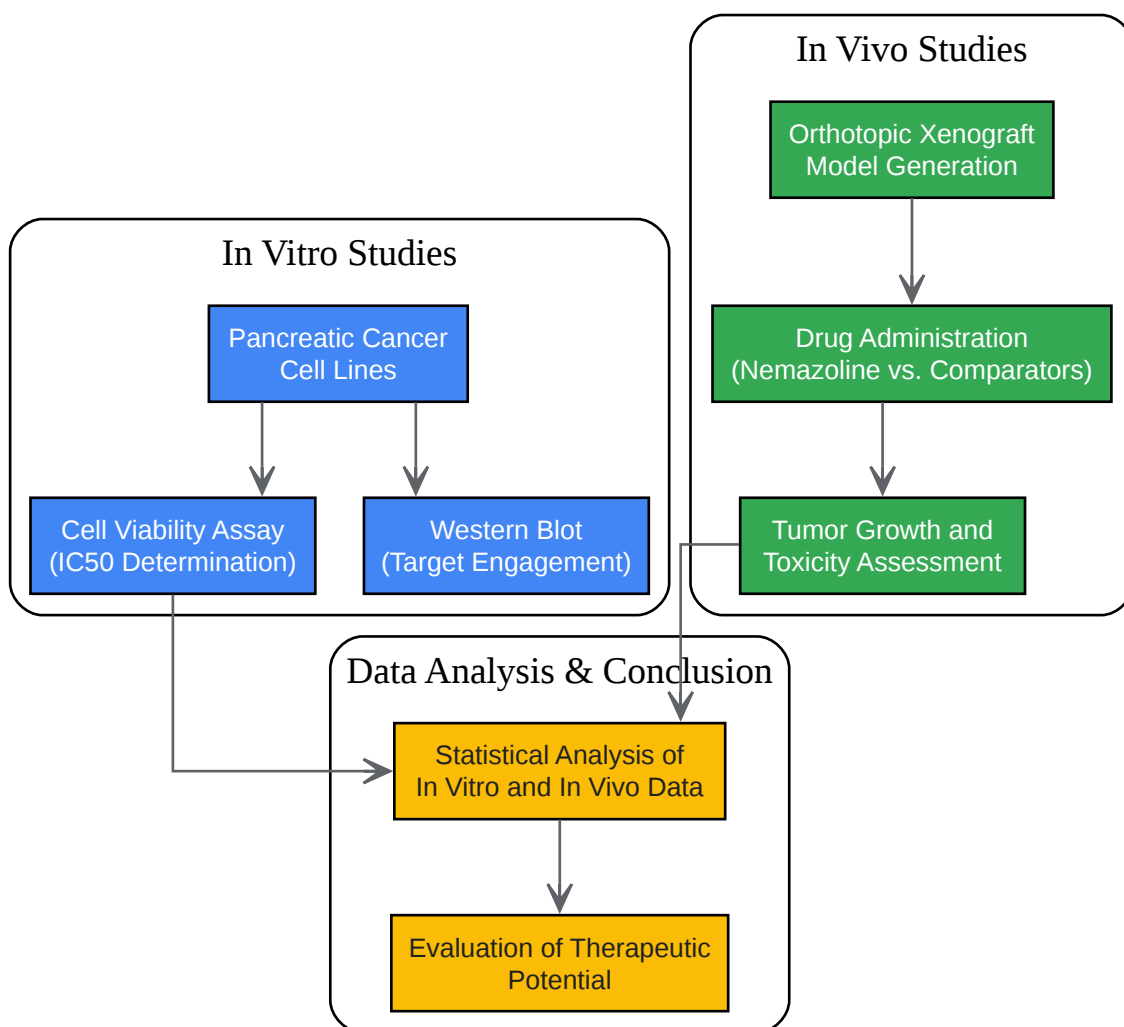 In Vivo Studies
Orthotopic Xenograft
Model Generation
Drug Administration
(Nemazoline vs. Comparators)
Tumor Growth and
Toxicity Assessment
In Vitro Studies
Pancreatic Cancer
Cell Lines
Cell Viability Assay
(IC50 Determination)
Western Blot
(Target Engagement)
Data Analysis & Conclusion
Statistical Analysis of
In Vitro and In Vivo Data
Evaluation of Therapeutic
Potential